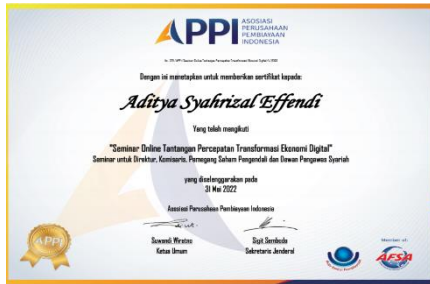 APPI
ASOSIASI
PERUSAHAAN
PEMBIAYAAN
INDONESIA
Dengan ini menetapkan untuk memberikan sertifikat kepada:
Aditya Syahrizal Effendi
Yang telah mengikuti
"Seminar Online Tantangan Percepatan Transformasi Ekonomi Digital"
Seminar untuk Direktur, Komisaris, Pemegang Saham Pengendali dan Dewan Pengawas Syariah
yang diselenggarakan pada
31 Mei 2022
Asosiasi Perusahaan Pembiayaan Indonesia
Suwandi Wiratno
Ketua Umum
Sigit Sembodo
Sekretaris Jenderal
APPI
Member of:
AFSA